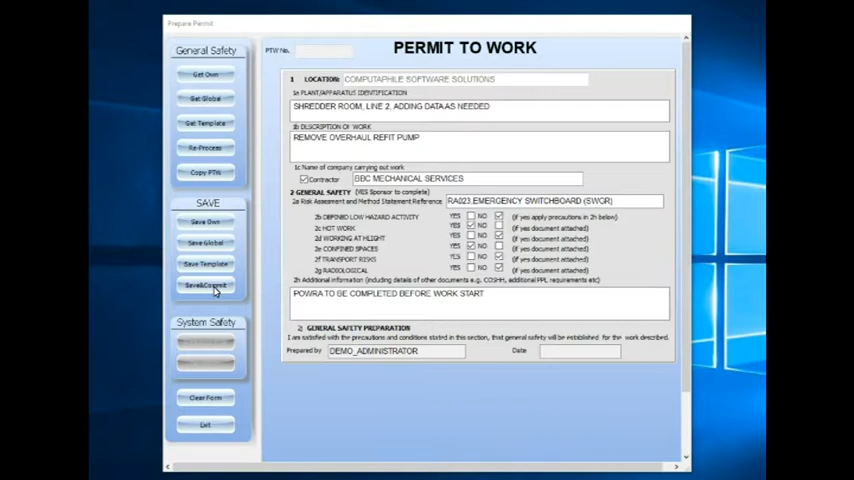 Prepare Permit
General Safety
Get Own
Get Global
Get Template
Re-Process
Copy PTW
SAVE
Save Own
Save Global
Save Template
Save&Commit
System Safety
Clear Form
Exit
PTW No.
PERMIT TO WORK
1 LOCATION: COMPUTAPHILE SOFTWARE SOLUTIONS
1a PLANT/APPARATUS IDENTIFICATION
SHREDDER ROOM, LINE 2, ADDING DATA AS NEEDED
1b DESCRIPTION OF WORK
REMOVE OVERHAUL REFIT PUMP
1c Name of company carrying out work
Contractor BBC MECHANICAL SERVICES
2 GENERAL SAFETY (YES Sponsor to complete)
2a Risk Assessment and Method Statement Reference RA023,EMERGENCY SWITCHBOARD (SWGR)
2b DEFINED LOW HAZARD ACTIVITY YES NO (if yes apply precautions in 2h below)
2c HOT WORK YES NO (if yes document attached)
2d WORKING AT HEIGHT YES NO (if yes document attached)
2e CONFINED SPACES YES NO (if yes document attached)
2f TRANSPORT RISKS YES NO (if yes document attached)
2g RADIOLOGICAL YES NO (if yes document attached)
2h Additional information (including details of other documents e.g. COSHH, additional PPE requirements etc)
POWRA TO BE COMPLETED BEFORE WORK START
GENERAL SAFETY PREPARATION
I am satisfied with the precautions and conditions stated in this section, that general safety will be established for the work described.
Prepared by DEMO_ADMINISTRATOR Date